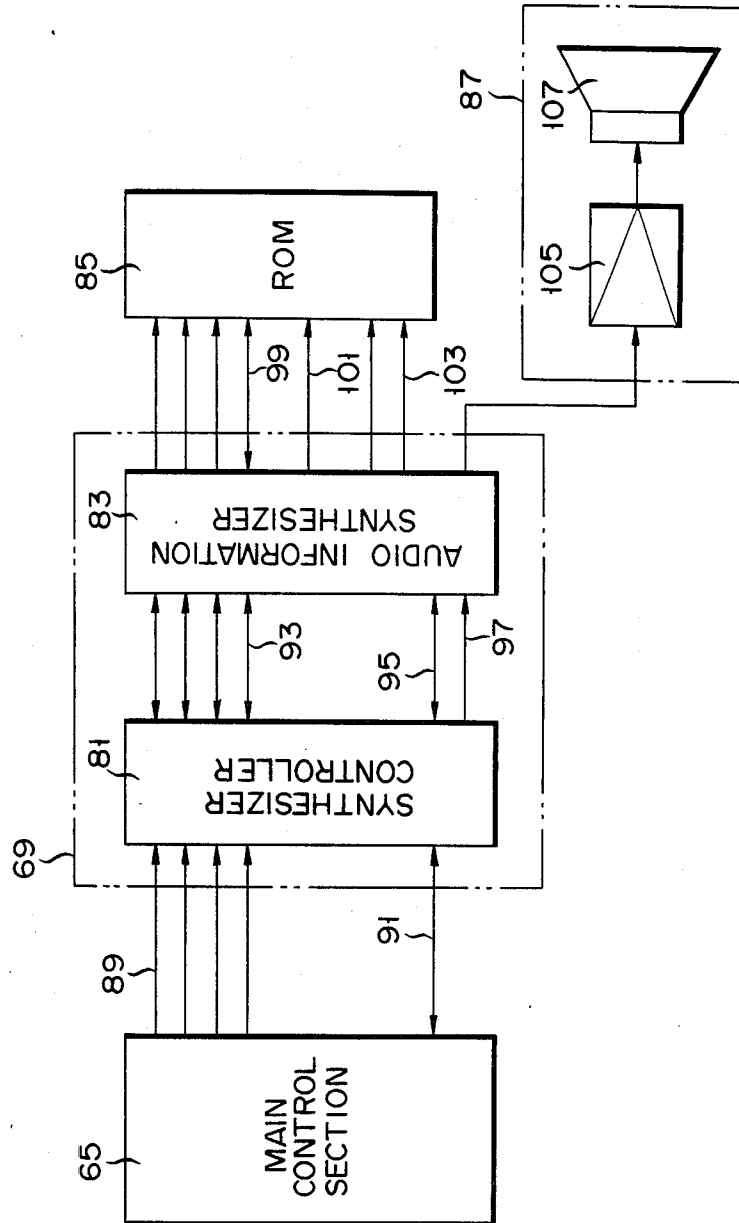 65
MAIN
CONTROL
SECTION
89
91
69
81
SYNTHESIZER
CONTROLLER
93
95
97
83
AUDIO INFORMATION
SYNTHESIZER
99
101
103
85
ROM
87
105
107